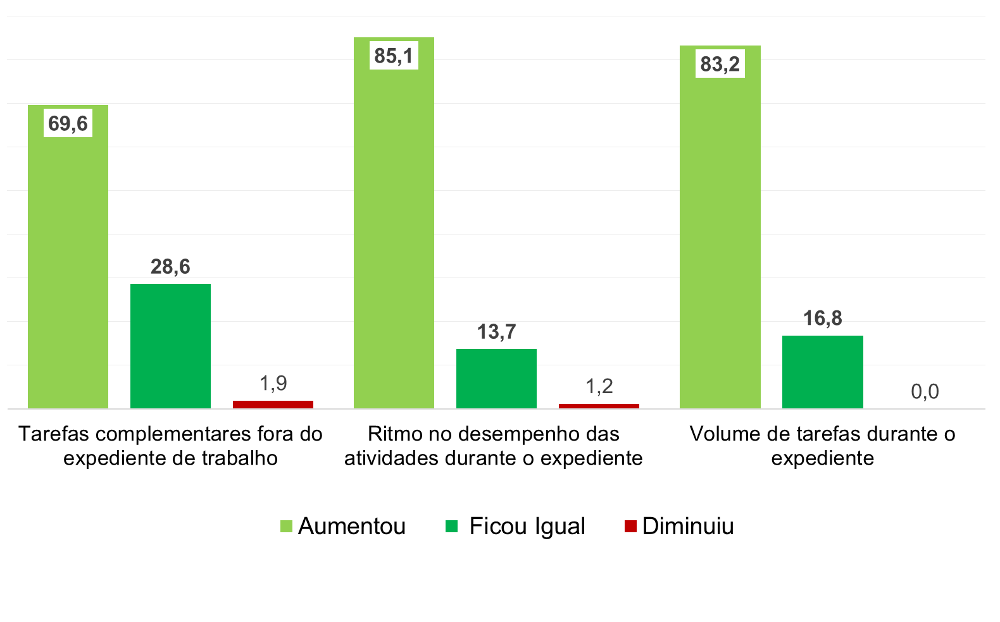 85,1
83,2
69,6
28,6
16,8
13,7
1,9
1,2
0,0
Tarefas complementares fora do
expediente de trabalho
Ritmo no desempenho das
atividades durante o expediente
Volume de tarefas durante o
expediente
Aumentou
Ficou Igual
Diminuiu